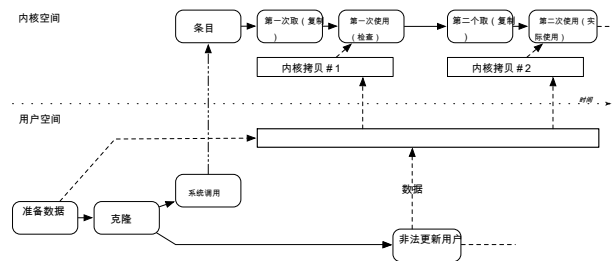 内核空间
条目
第一次取（复制
）
第一次使用
（检查）
第二个取（复制
）
第二次使用（实
际使用）
内核拷贝＃1
内核拷贝＃2
时间
用户空间
准备数据
克隆
系统调用
数据
非法更新用户